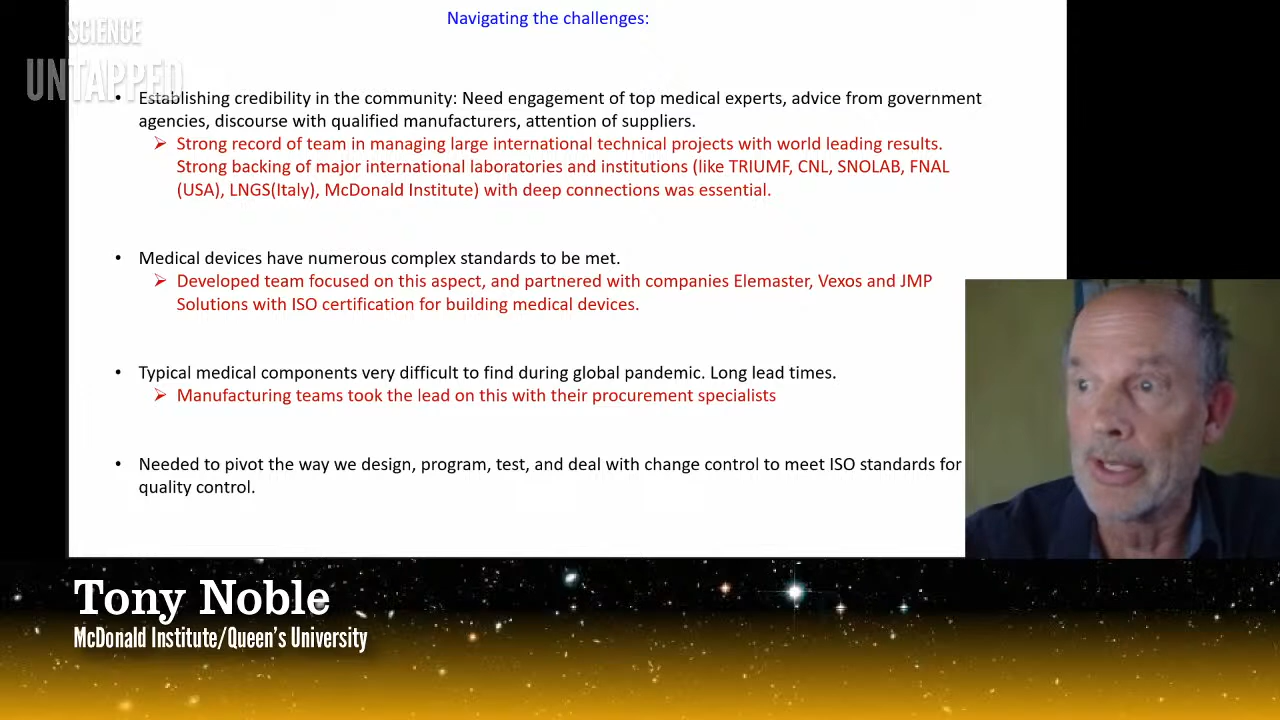 SCIENCE
UNTAPPED
Navigating the challenges:
• Establishing credibility in the community: Need engagement of top medical experts, advice from government
agencies, discourse with qualified manufacturers, attention of suppliers.
➢ Strong record of team in managing large international technical projects with world leading results.
Strong backing of major international laboratories and institutions (like TRIUMF, CNL, SNOLAB, FNAL
(USA), LNGS(Italy), McDonald Institute) with deep connections was essential.
• Medical devices have numerous complex standards to be met.
➢ Developed team focused on this aspect, and partnered with companies Elemaster, Vexos and JMP
Solutions with ISO certification for building medical devices.
• Typical medical components very difficult to find during global pandemic. Long lead times.
➢ Manufacturing teams took the lead on this with their procurement specialists
• Needed to pivot the way we design, program, test, and deal with change control to meet ISO standards for
quality control.
Tony Noble
McDonald Institute/Queen's University